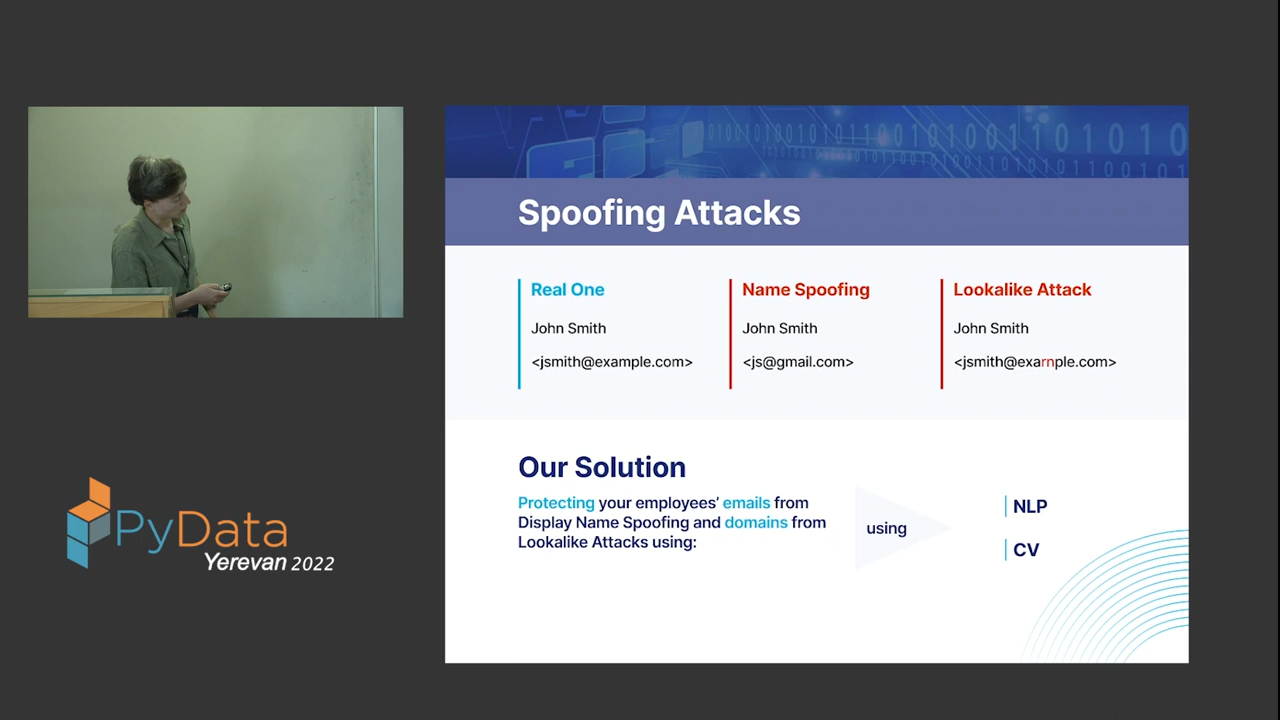 Spoofing Attacks
Real One
John Smith
<jsmith@example.com>
Name Spoofing
John Smith
<js@gmail.com>
Lookalike Attack
John Smith
<jsmith@exarnple.com>
Our Solution
Protecting your employees’ emails from
Display Name Spoofing and domains from
Lookalike Attacks using:
using
NLP
CV
PyData
Yerevan 2022